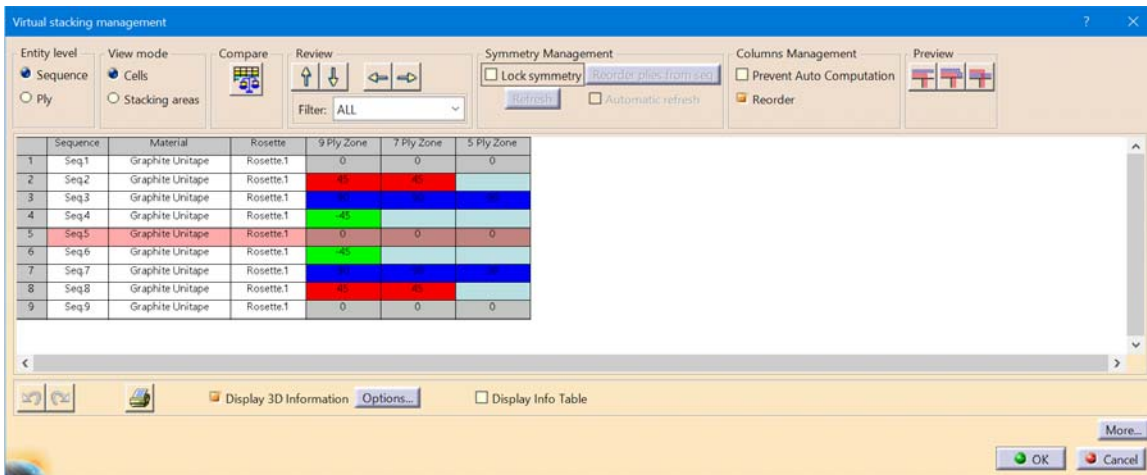 Virtual stacking management ? ×
Entity level View mode Compare Review Symmetry Management Columns Management Preview
Sequence Cells Lock symmetry Reorder plies from seq Prevent Auto Computation
Ply Stacking areas Filter: ALL Refresh Automatic refresh Reorder
Sequence Material Rosette 9 Ply Zone 7 Ply Zone 5 Ply Zone
1 Seq.1 Graphite Unitape Rosette.1 0 0 0
2 Seq.2 Graphite Unitape Rosette.1 45 45
3 Seq.3 Graphite Unitape Rosette.1 90 90 90
4 Seq.4 Graphite Unitape Rosette.1 -45
5 Seq.5 Graphite Unitape Rosette.1 0 0 0
6 Seq.6 Graphite Unitape Rosette.1 -45
7 Seq.7 Graphite Unitape Rosette.1
8 Seq.8 Graphite Unitape Rosette.1 45 45
9 Seq.9 Graphite Unitape Rosette.1 0 0 0
Display 3D Information Options... Display Info Table
More...
OK Cancel